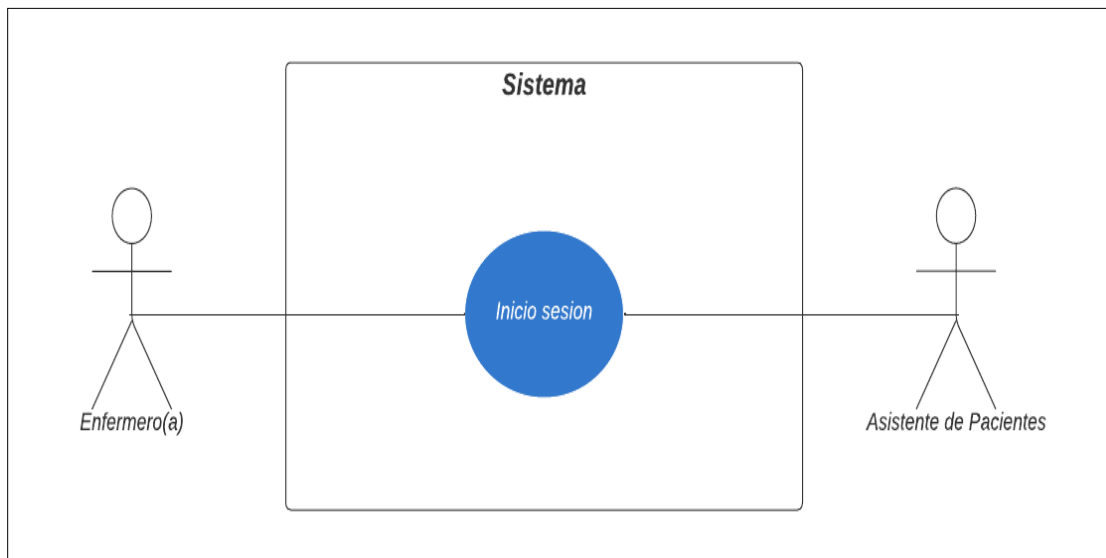 Sistema
Inicio sesion
Enfermero(a)
Asistente de Pacientes